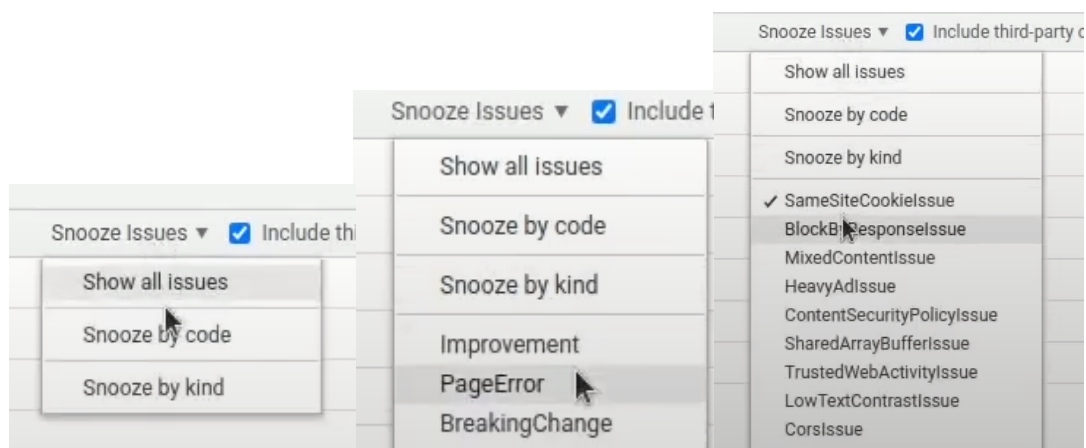 Snooze Issues ▼ Include thi
Show all issues
Snooze by code
Snooze by kind
Snooze Issues ▼ Include t
Show all issues
Snooze by code
Snooze by kind
Improvement
PageError
BreakingChange
Snooze Issues ▼ Include third-party c
Show all issues
Snooze by code
Snooze by kind
✓ SameSiteCookieIssue
BlockByResponseIssue
MixedContentIssue
HeavyAdIssue
ContentSecurityPolicyIssue
SharedArrayBufferIssue
TrustedWebActivityIssue
LowTextContrastIssue
CorsIssue